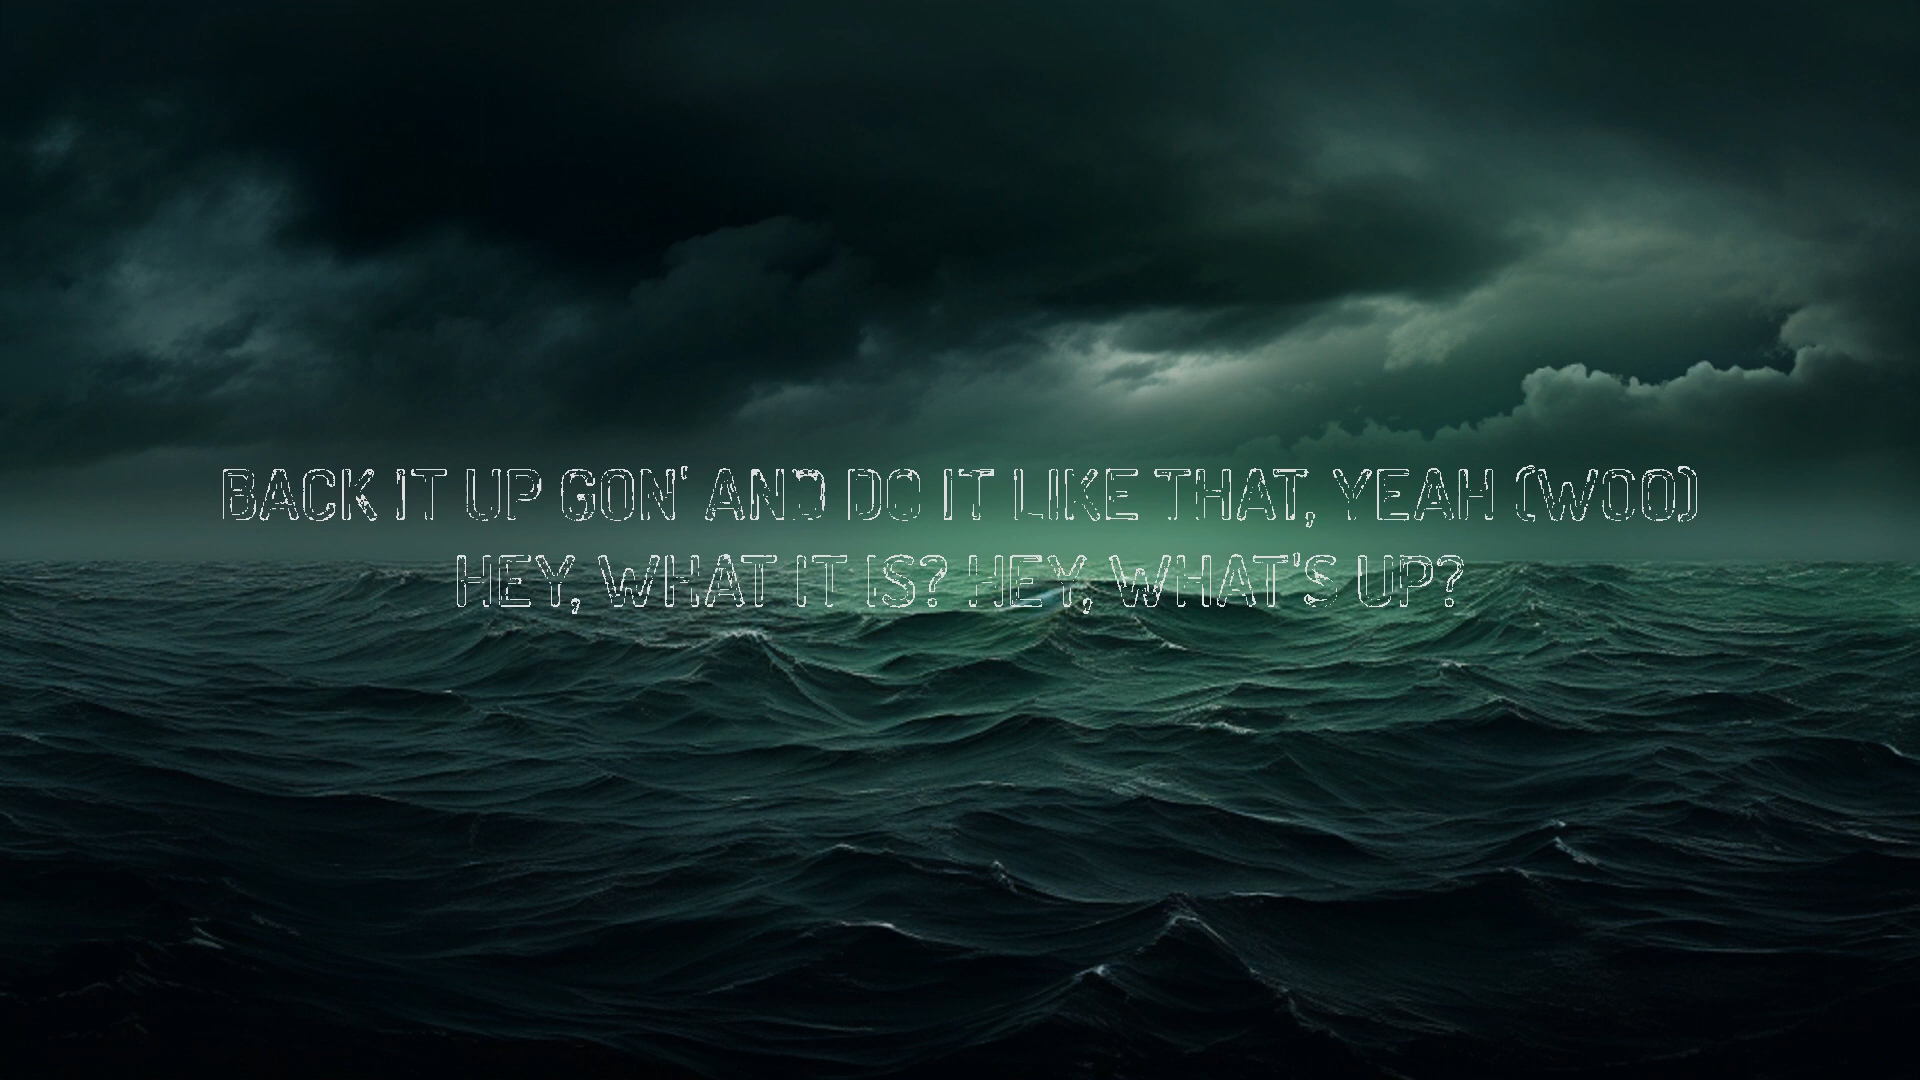 BACK IT UP GON' AND DO IT LIKE THAT, YEAH (WOO)
HEY, WHAT IT IS? HEY, WHAT'S UP?